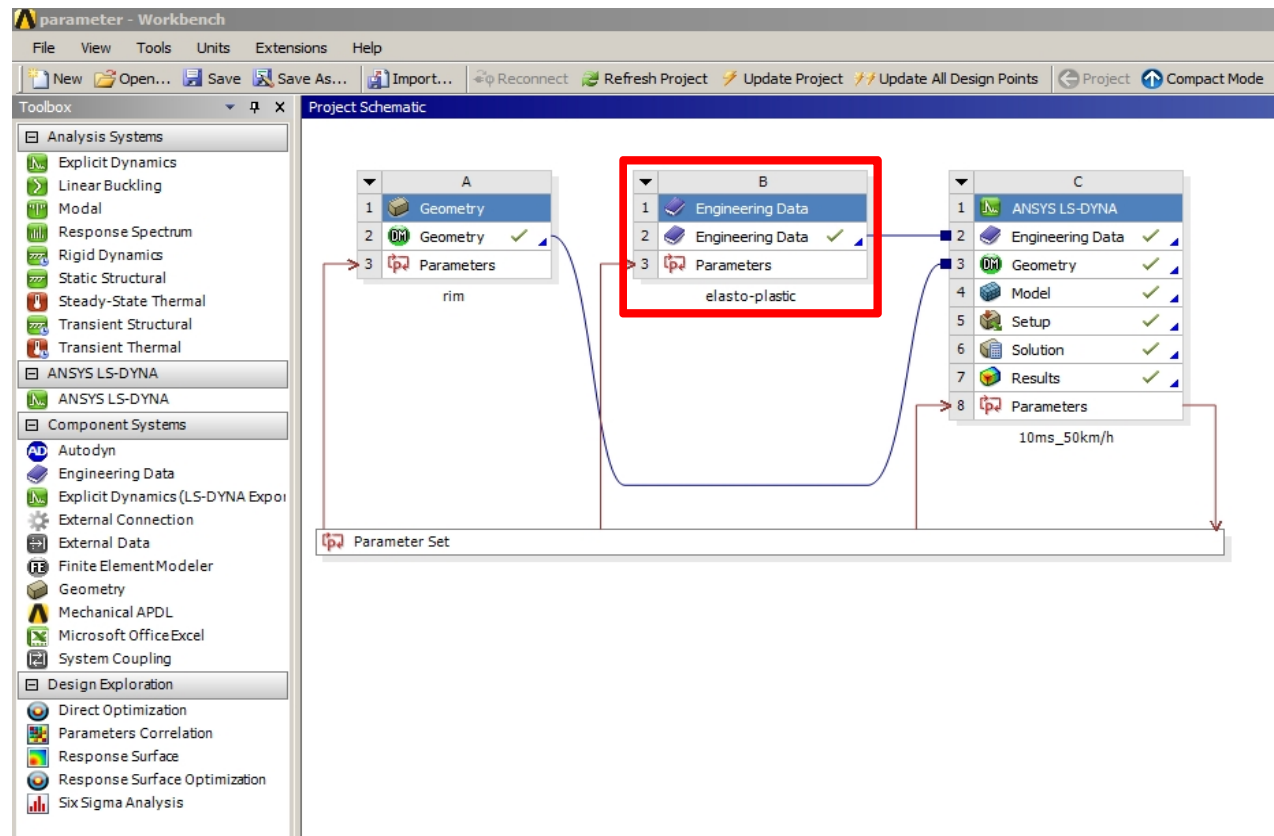 parameter - Workbench
File View Tools Units Extensions Help
New Open... Save Save As... Import... Reconnect Refresh Project Update Project Update All Design Points Project Compact Mode
Toolbox
Project Schematic
Analysis Systems
Explicit Dynamics
Linear Buckling
Modal
Response Spectrum
Rigid Dynamics
Static Structural
Steady-State Thermal
Transient Structural
Transient Thermal
ANSYS LS-DYNA
ANSYS LS-DYNA
Component Systems
AD Autodyn
Engineering Data
Explicit Dynamics (LS-DYNA Expor
External Connection
External Data
FE Finite Element Modeler
Geometry
Mechanical APDL
Microsoft Office Excel
System Coupling
Design Exploration
Direct Optimization
Parameters Correlation
Response Surface
Response Surface Optimization
Six Sigma Analysis
A
1 Geometry
2 DM Geometry
3 Parameters
rim
B
1 Engineering Data
2 Engineering Data
3 Parameters
elasto-plastic
C
1 ANSYS LS-DYNA
2 Engineering Data
3 DM Geometry
4 Model
5 Setup
6 Solution
7 Results
8 Parameters
10ms_50km/h
Parameter Set